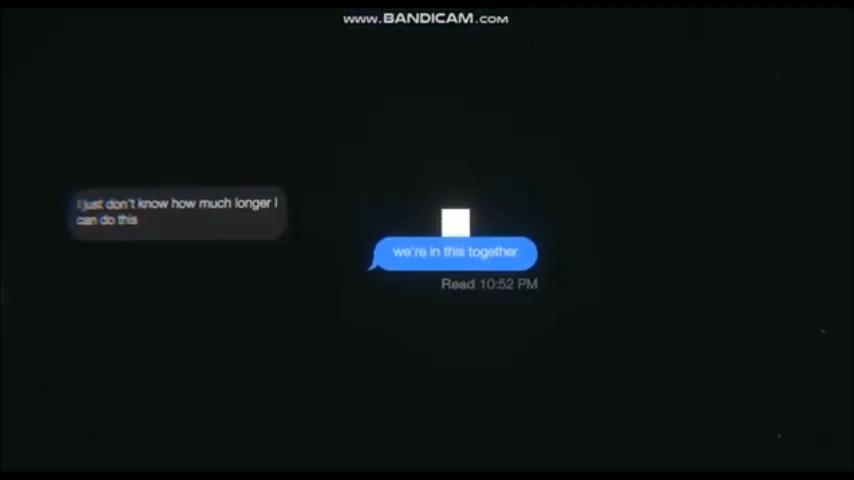 www.BANDICAM.com
I just don't know how much longer I
can do this
we're in this together
Read 10:52 PM